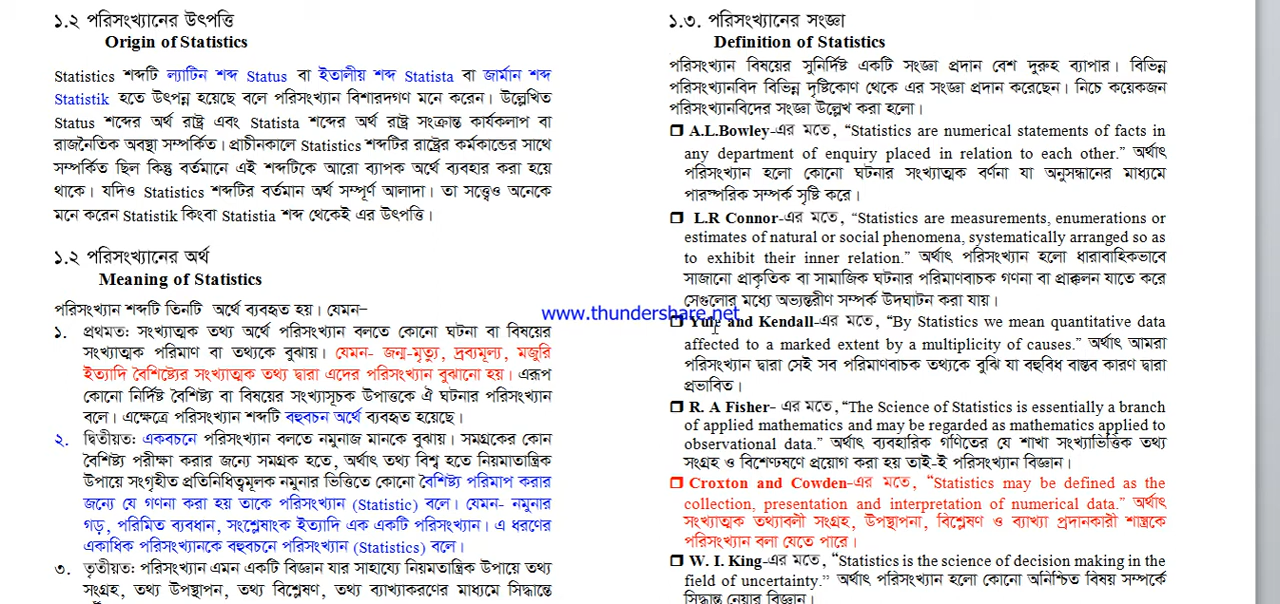 ১.২ পরিসংখ্যানের উৎপত্তি
Origin of Statistics
Statistics শব্দটি ল্যাটিন শব্দ Status বা ইতালীয় শব্দ Statista বা জার্মান শব্দ
Statistik হতে উৎপন্ন হয়েছে বলে পরিসংখ্যান বিশারদগণ মনে করেন। উল্লেখিত
Status শব্দের অর্থ রাষ্ট্র এবং Statista শব্দের অর্থ রাষ্ট্র সংক্রান্ত কার্যকলাপ বা
রাজনৈতিক অবস্থা সম্পর্কিত। প্রাচীনকালে Statistics শব্দটির রাষ্ট্রের কর্মকান্ডের সাথে
সম্পর্কিত ছিল কিন্তু বর্তমানে এই শব্দটিকে আরো ব্যাপক অর্থে ব্যবহার করা হয়ে
থাকে। যদিও Statistics শব্দটির বর্তমান অর্থ সম্পূর্ণ আলাদা। তা সত্ত্বেও অনেকে
মনে করেন Statistik কিংবা Statistia শব্দ থেকেই এর উৎপত্তি।
১.২ পরিসংখ্যানের অর্থ
Meaning of Statistics
পরিসংখ্যান শব্দটি তিনটি অর্থে ব্যবহৃত হয়। যেমন–
১. প্রথমত: সংখ্যাত্মক তথ্য অর্থে পরিসংখ্যান বলতে কোনো ঘটনা বা বিষয়ের
সংখ্যাত্মক পরিমাণ বা তথ্যকে বুঝায়। যেমন- জন্ম-মৃত্যু, দ্রব্যমূল্য, মজুরি
ইত্যাদি বৈশিষ্ট্যের সংখ্যাত্মক তথ্য দ্বারা এদের পরিসংখ্যান বুঝানো হয়। এরূপ
কোনো নির্দিষ্ট বৈশিষ্ট্য বা বিষয়ের সংখ্যাসূচক উপাত্তকে ঐ ঘটনার পরিসংখ্যান
বলে। এক্ষেত্রে পরিসংখ্যান শব্দটি বহুবচন অর্থে ব্যবহৃত হয়েছে।
২. দ্বিতীয়ত: একবচনে পরিসংখ্যান বলতে নমুনাজ মানকে বুঝায়। সমগ্রকের কোন
বৈশিষ্ট্য পরীক্ষা করার জন্যে সমগ্রক হতে, অর্থাৎ তথ্য বিশ্ব হতে নিয়মাতান্ত্রিক
উপায়ে সংগৃহীত প্রতিনিধিত্বমূলক নমুনার ভিত্তিতে কোনো বৈশিষ্ট্য পরিমাপ করার
জন্যে যে গণনা করা হয় তাকে পরিসংখ্যান (Statistic) বলে। যেমন- নমুনার
গড়, পরিমিত ব্যবধান, সংশ্লেষাংক ইত্যাদি এক একটি পরিসংখ্যান। এ ধরণের
একাধিক পরিসংখ্যানকে বহুবচনে পরিসংখ্যান (Statistics) বলে।
৩. তৃতীয়ত: পরিসংখ্যান এমন একটি বিজ্ঞান যার সাহায্যে নিয়মতান্ত্রিক উপায়ে তথ্য
সংগ্রহ, তথ্য উপস্থাপন, তথ্য বিশ্লেষণ, তথ্য ব্যাখ্যাকরণের মাধ্যমে সিদ্ধান্তে
১.৩. পরিসংখ্যানের সংজ্ঞা
Definition of Statistics
পরিসংখ্যান বিষয়ের সুনির্দিষ্ট একটি সংজ্ঞা প্রদান বেশ দুরুহ ব্যাপার। বিভিন্ন
পরিসংখ্যানবিদ বিভিন্ন দৃষ্টিকোণ থেকে এর সংজ্ঞা প্রদান করেছেন। নিচে কয়েকজন
পরিসংখ্যানবিদের সংজ্ঞা উল্লেখ করা হলো।
❒ A.L.Bowley-এর মতে, “Statistics are numerical statements of facts in
any department of enquiry placed in relation to each other.” অর্থাৎ
পরিসংখ্যান হলো কোনো ঘটনার সংখ্যাত্মক বর্ণনা যা অনুসন্ধানের মাধ্যমে
পারষ্পরিক সম্পর্ক সৃষ্টি করে।
❒ L.R Connor-এর মতে, “Statistics are measurements, enumerations or
estimates of natural or social phenomena, systematically arranged so as
to exhibit their inner relation.” অর্থাৎ পরিসংখ্যান হলো ধারাবাহিকভাবে
সাজানো প্রাকৃতিক বা সামাজিক ঘটনার পরিমাণবাচক গণনা বা প্রাক্কলন যাতে করে
সেগুলোর মধ্যে অভ্যন্তরীণ সম্পর্ক উদঘাটন করা যায়।
www.thundershare.net
❒ Yule and Kendall-এর মতে, “By Statistics we mean quantitative data
affected to a marked extent by a multiplicity of causes.” অর্থাৎ আমরা
পরিসংখ্যান দ্বারা সেই সব পরিমাণবাচক তথ্যকে বুঝি যা বহুবিধ বাস্তব কারণ দ্বারা
প্রভাবিত।
❒ R. A Fisher- এর মতে, “The Science of Statistics is essentially a branch
of applied mathematics and may be regarded as mathematics applied to
observational data.” অর্থাৎ ব্যবহারিক গণিতের যে শাখা সংখ্যাভিত্তিক তথ্য
সংগ্রহ ও বিশেণ্ঢষণে প্রয়োগ করা হয় তাই-ই পরিসংখ্যান বিজ্ঞান।
❒ Croxton and Cowden-এর মতে, “Statistics may be defined as the
collection, presentation and interpretation of numerical data.” অর্থাৎ
সংখ্যাত্মক তথ্যাবলী সংগ্রহ, উপস্থাপনা, বিশ্লেষণ ও ব্যাখ্যা প্রদানকারী শাস্ত্রকে
পরিসংখ্যান বলা যেতে পারে।
❒ W. I. King-এর মতে, “Statistics is the science of decision making in the
field of uncertainty.” অর্থাৎ পরিসংখ্যান হলো কোনো অনিশ্চিত বিষয় সম্পর্কে
সিদ্ধান্ত নেয়ার বিজ্ঞান।